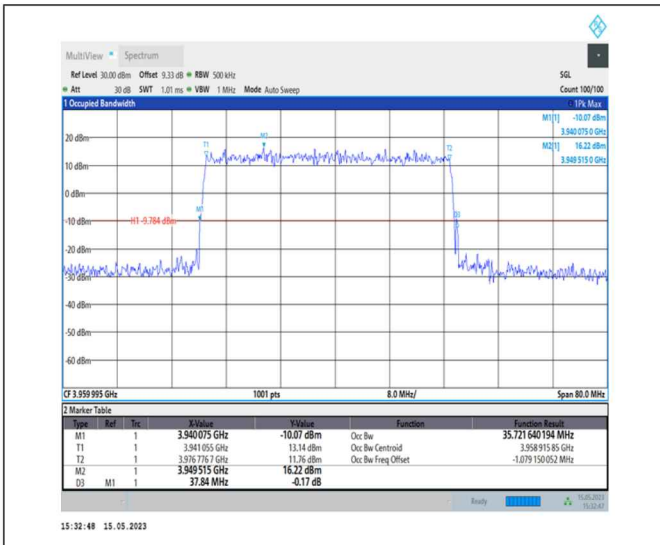 MultiView Spectrum
Ref Level 30.00 dBm Offset 9.33 dB RBW 500 kHz SGL
Att 30 dB SWT 1.01 ms VBW 1 MHz Mode Auto Sweep Count 100/100
1 Occupied Bandwidth 1Pk Max
M1[1] -10.07 dBm
3.940 075 0 GHz
M2[1] 16.22 dBm
3.949 515 0 GHz
20 dBm
T1 M2 T2
10 dBm
0 dBm
M1 D3
-10 dBm H1 -9.784 dBm
-20 dBm
-30 dBm
-40 dBm
-50 dBm
-60 dBm
CF 3.959 995 GHz 1001 pts 8.0 MHz/ Span 80.0 MHz
2 Marker Table
Type Ref Trc X-Value Y-Value Function Function Result
M1 1 3.940 075 GHz -10.07 dBm Occ Bw 35.721 640 194 MHz
T1 1 3.941 055 GHz 13.14 dBm Occ Bw Centroid 3.958 915 85 GHz
T2 1 3.976 776 7 GHz 11.76 dBm Occ Bw Freq Offset -1.079 150 052 MHz
M2 1 3.949 515 GHz 16.22 dBm
D3 M1 1 37.84 MHz -0.17 dB
Ready 15.05.2023
15:32:47
15:32:48 15.05.2023